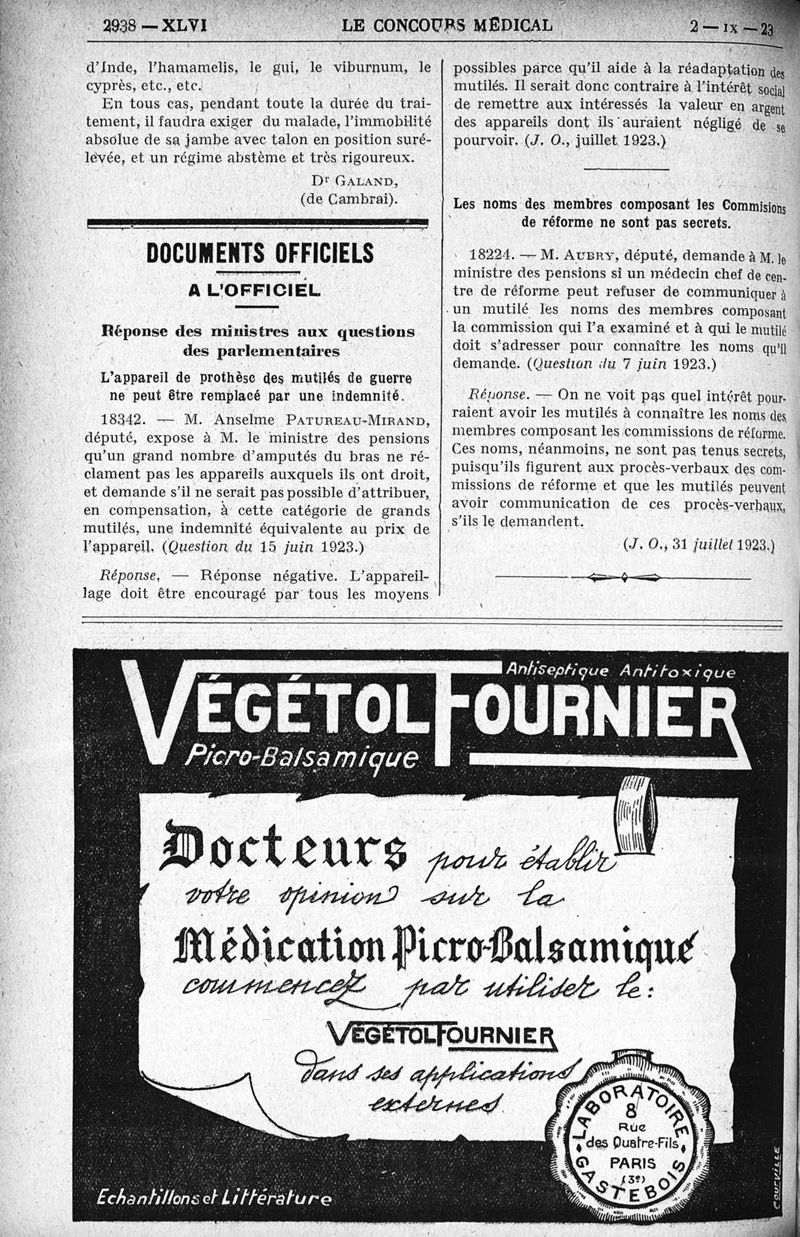 2938 — XLVI
LE CONCOURS MÉDICAL
2 — IX — 23
d'Inde, l'hamamelis, le gui, le viburnum, le
cyprès, etc., etc.
En tous cas, pendant toute la durée du trai-
tement, il faudra exiger du malade, l'immobilité
absolue de sa jambe avec talon en position suré-
levée, et un régime abstème et très rigoureux.
Dr GALAND,
(de Cambrai).
DOCUMENTS OFFICIELS
A L'OFFICIEL
Réponse des ministres aux questions
des parlementaires
L'appareil de prothèse des mutilés de guerre
ne peut être remplacé par une indemnité.
18342. — M. Anselme PATUREAU-MIRAND,
député, expose à M. le ministre des pensions
qu'un grand nombre d'amputés du bras ne ré-
clament pas les appareils auxquels ils ont droit,
et demande s'il ne serait pas possible d'attribuer,
en compensation, à cette catégorie de grands
mutilés, une indemnité équivalente au prix de
l'appareil. (Question du 15 juin 1923.)
Réponse, — Réponse négative. L'appareil-
lage doit être encouragé par tous les moyens
possibles parce qu'il aide à la réadaptation des
mutilés. Il serait donc contraire à l'intérêt social
de remettre aux intéressés la valeur en argent
des appareils dont ils auraient négligé de se
pourvoir. (J. O., juillet 1923.)
Les noms des membres composant les Commisions
de réforme ne sont pas secrets.
18224. — M. AUBRY, député, demande à M. le
ministre des pensions si un médecin chef de cen-
tre de réforme peut refuser de communiquer à
un mutilé les noms des membres composant
la commission qui l'a examiné et à qui le mutilé
doit s'adresser pour connaître les noms qu'il
demande. (Question du 7 juin 1923.)
Réponse. — On ne voit pas quel intérêt pour-
raient avoir les mutilés à connaître les noms des
membres composant les commissions de réforme.
Ces noms, néanmoins, ne sont pas tenus secrets,
puisqu'ils figurent aux procès-verbaux des com-
missions de réforme et que les mutilés peuvent
avoir communication de ces procès-verbaux,
s'ils le demandent.
(J. O., 31 juillet 1923.)
Antiseptique Antitoxique
VÉGÉTOL FOURNIER
Picro-Balsamique
Docteurs pour établir
votre opinion sur la
Médication Picro-Balsamique
commencez par utiliser le :
VÉGÉTOL FOURNIER
dans ses applications
externes
LABORATOIRE
8
Rue
des Quatre-Fils
PARIS
(3e)
GASTEBOIS
Echantillons et Littérature
COURVILLE